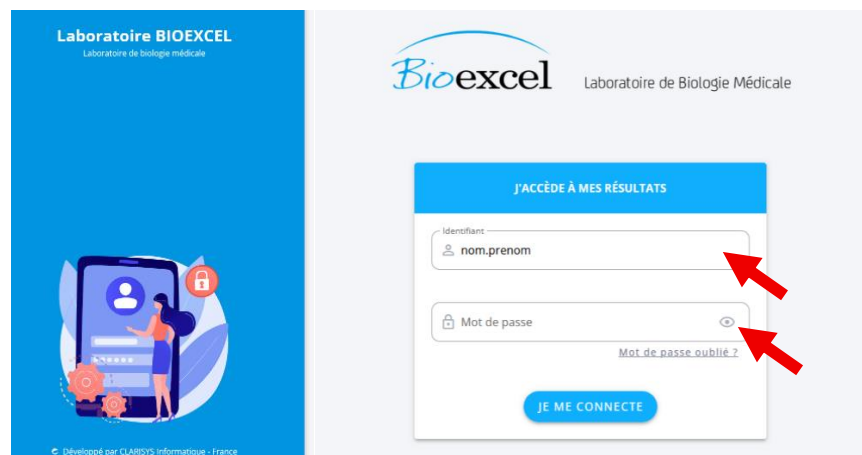 Laboratoire BIOEXCEL
Laboratoire de biologie médicale
Développé par CLARISYS Informatique - France
Bioexcel
Laboratoire de Biologie Médicale
J'ACCÈDE À MES RÉSULTATS
Identifiant
nom.prenom
Mot de passe
Mot de passe oublié ?
JE ME CONNECTE